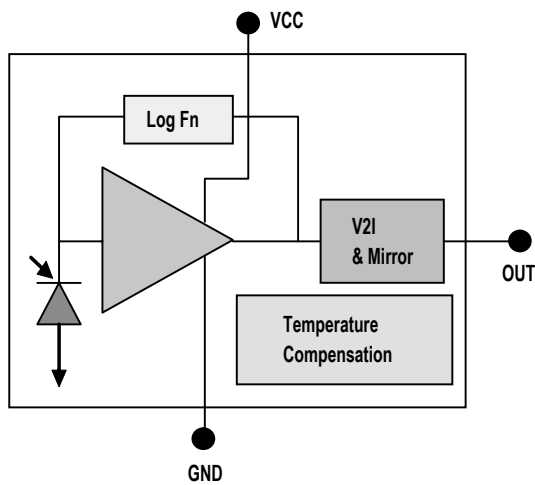 VCC
Log Fn
V2I
& Mirror
OUT
Temperature
Compensation
GND